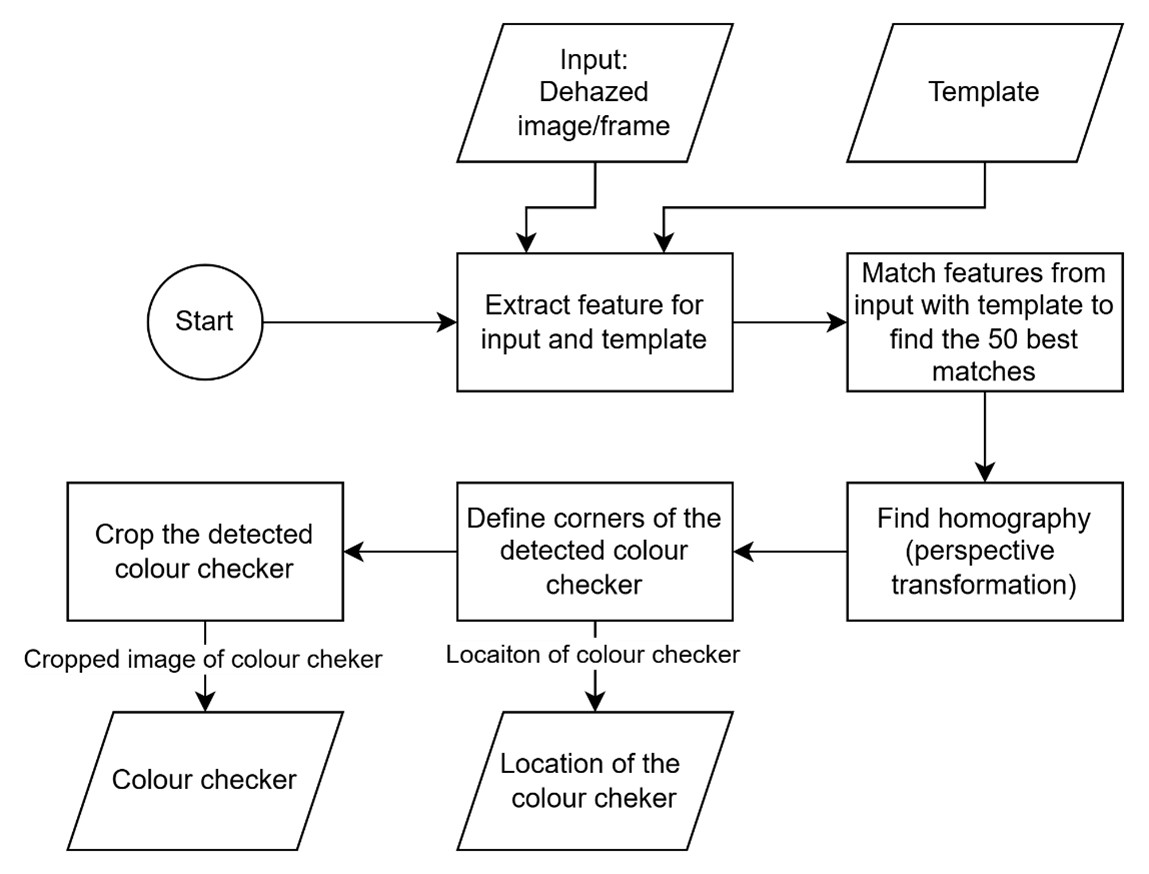 Input:
Dehazed
image/frame
Template
Start
Extract feature for
input and template
Match features from
input with template to
find the 50 best
matches
Crop the detected
colour checker
Define corners of the
detected colour
checker
Find homography
(perspective
transformation)
Cropped image of colour cheker
Locaiton of colour checker
Colour checker
Location of the
colour cheker